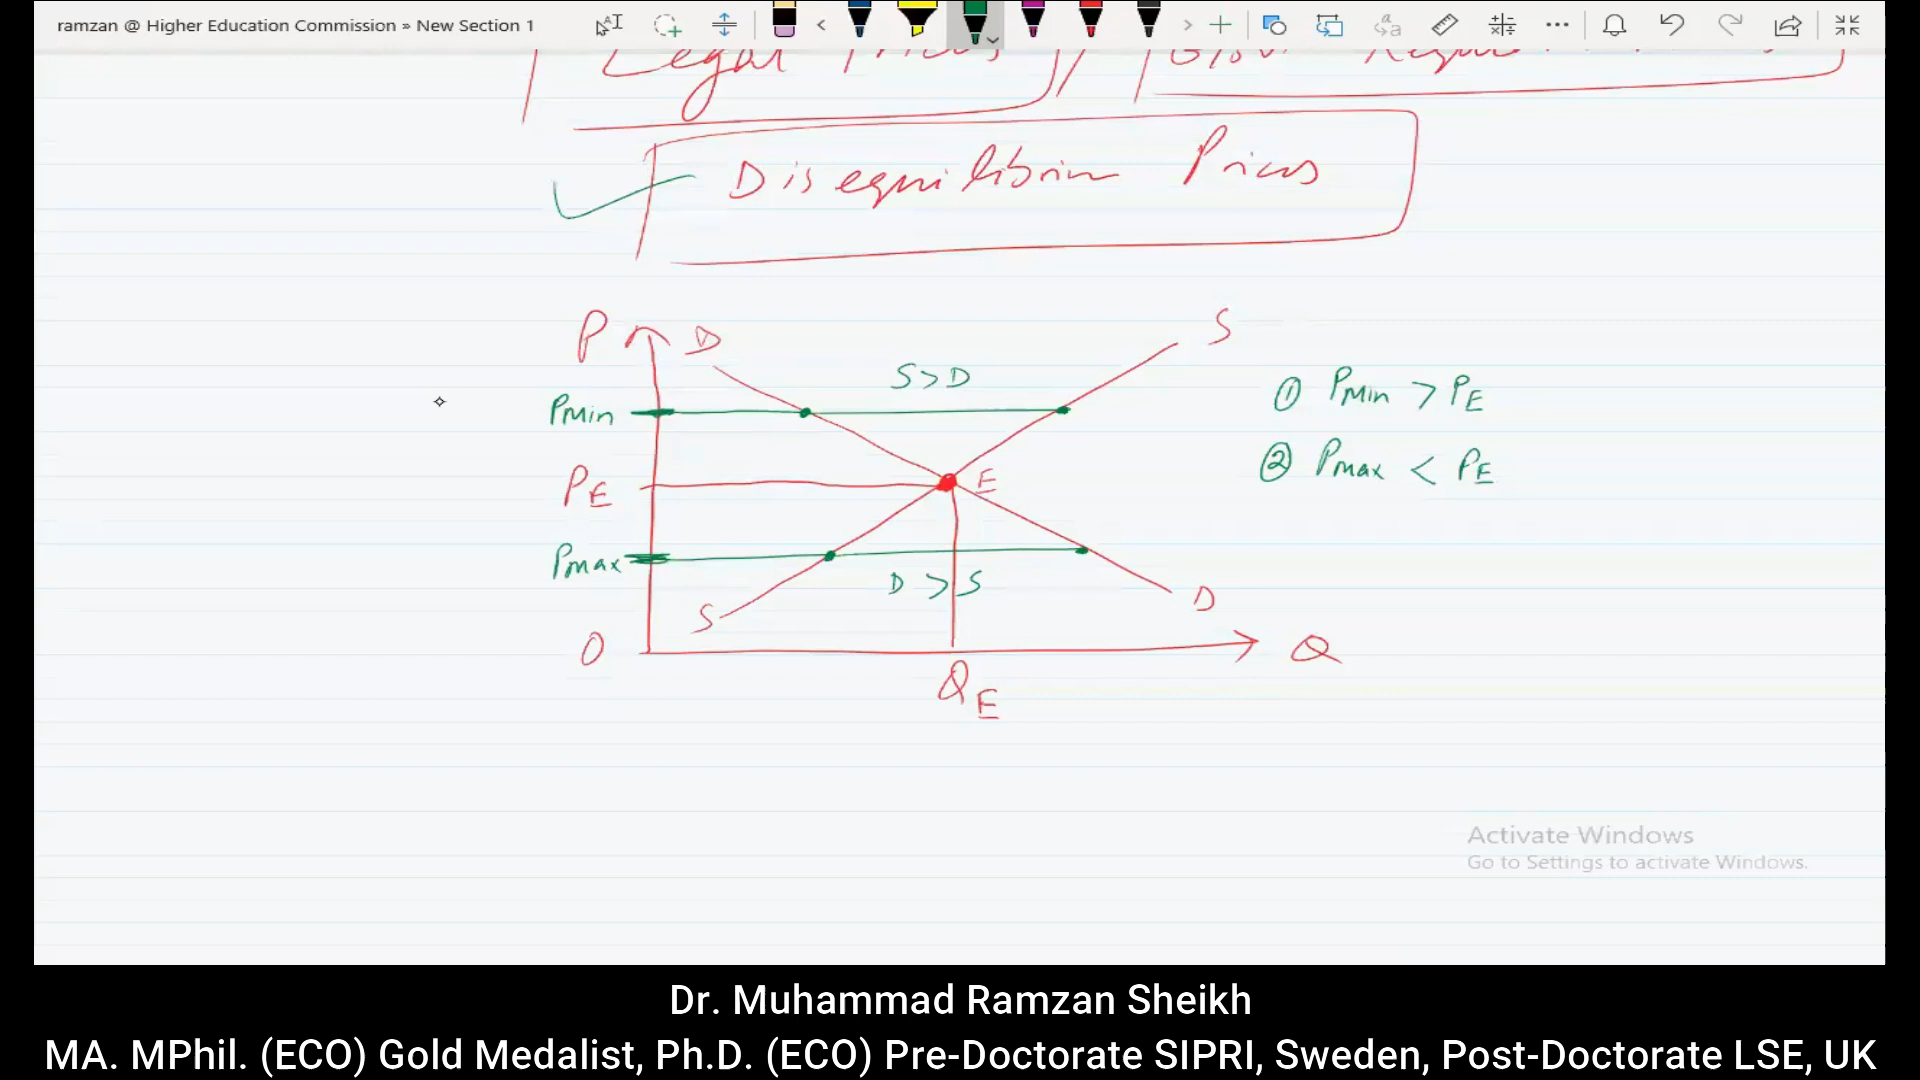 ramzan @ Higher Education Commission » New Section 1
Legal Prices
Disequilibrium Prices
P
D
S
S > D
PMin
① PMin > PE
PE
E
② Pmax < PE
Pmax
D > S
S
D
O
Q
QE
Activate Windows
Go to Settings to activate Windows.
Dr. Muhammad Ramzan Sheikh
MA. MPhil. (ECO) Gold Medalist, Ph.D. (ECO) Pre-Doctorate SIPRI, Sweden, Post-Doctorate LSE, UK